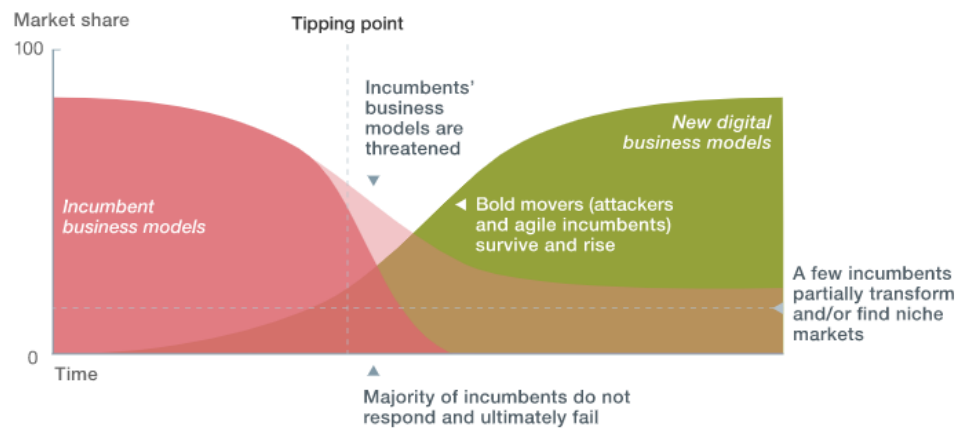 Market share
100
Tipping point
Incumbents'
business
models are
threatened
New digital
business models
Incumbent
business models
Bold movers (attackers
and agile incumbents)
survive and rise
A few incumbents
partially transform
and/or find niche
markets
0
Time
Majority of incumbents do not
respond and ultimately fail